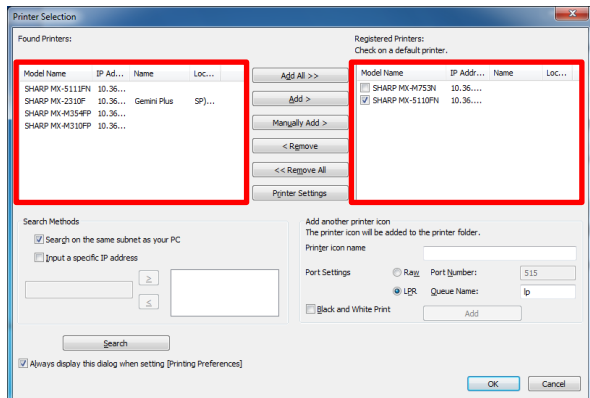 Printer Selection
Found Printers:
Registered Printers:
Check on a default printer.
Model Name IP Ad... Name Loc...
SHARP MX-5111FN 10.36...
SHARP MX-2310F 10.36... Gemini Plus SP)...
SHARP MX-M354FP 10.36...
SHARP MX-M310FP 10.36...
Add All >>
Add >
Manually Add >
< Remove
<< Remove All
Printer Settings
Model Name IP Addr... Name Loc...
SHARP MX-M753N 10.36....
SHARP MX-5110FN 10.36...
Search Methods
Search on the same subnet as your PC
Input a specific IP address
≥
≤
Search
Always display this dialog when setting [Printing Preferences]
Add another printer icon
The printer icon will be added to the printer folder.
Printer icon name
Port Settings Raw Port Number: 515
LPR Queue Name: lp
Black and White Print Add
OK Cancel